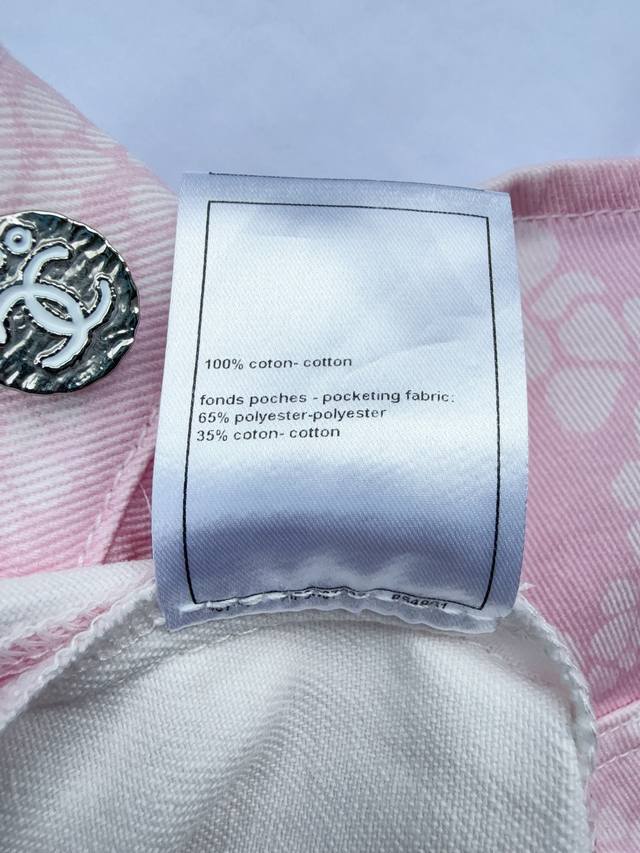 100% coton- cotton
fonds poches - pocketing fabric:
65% polyester-polyester
35% coton- cotton